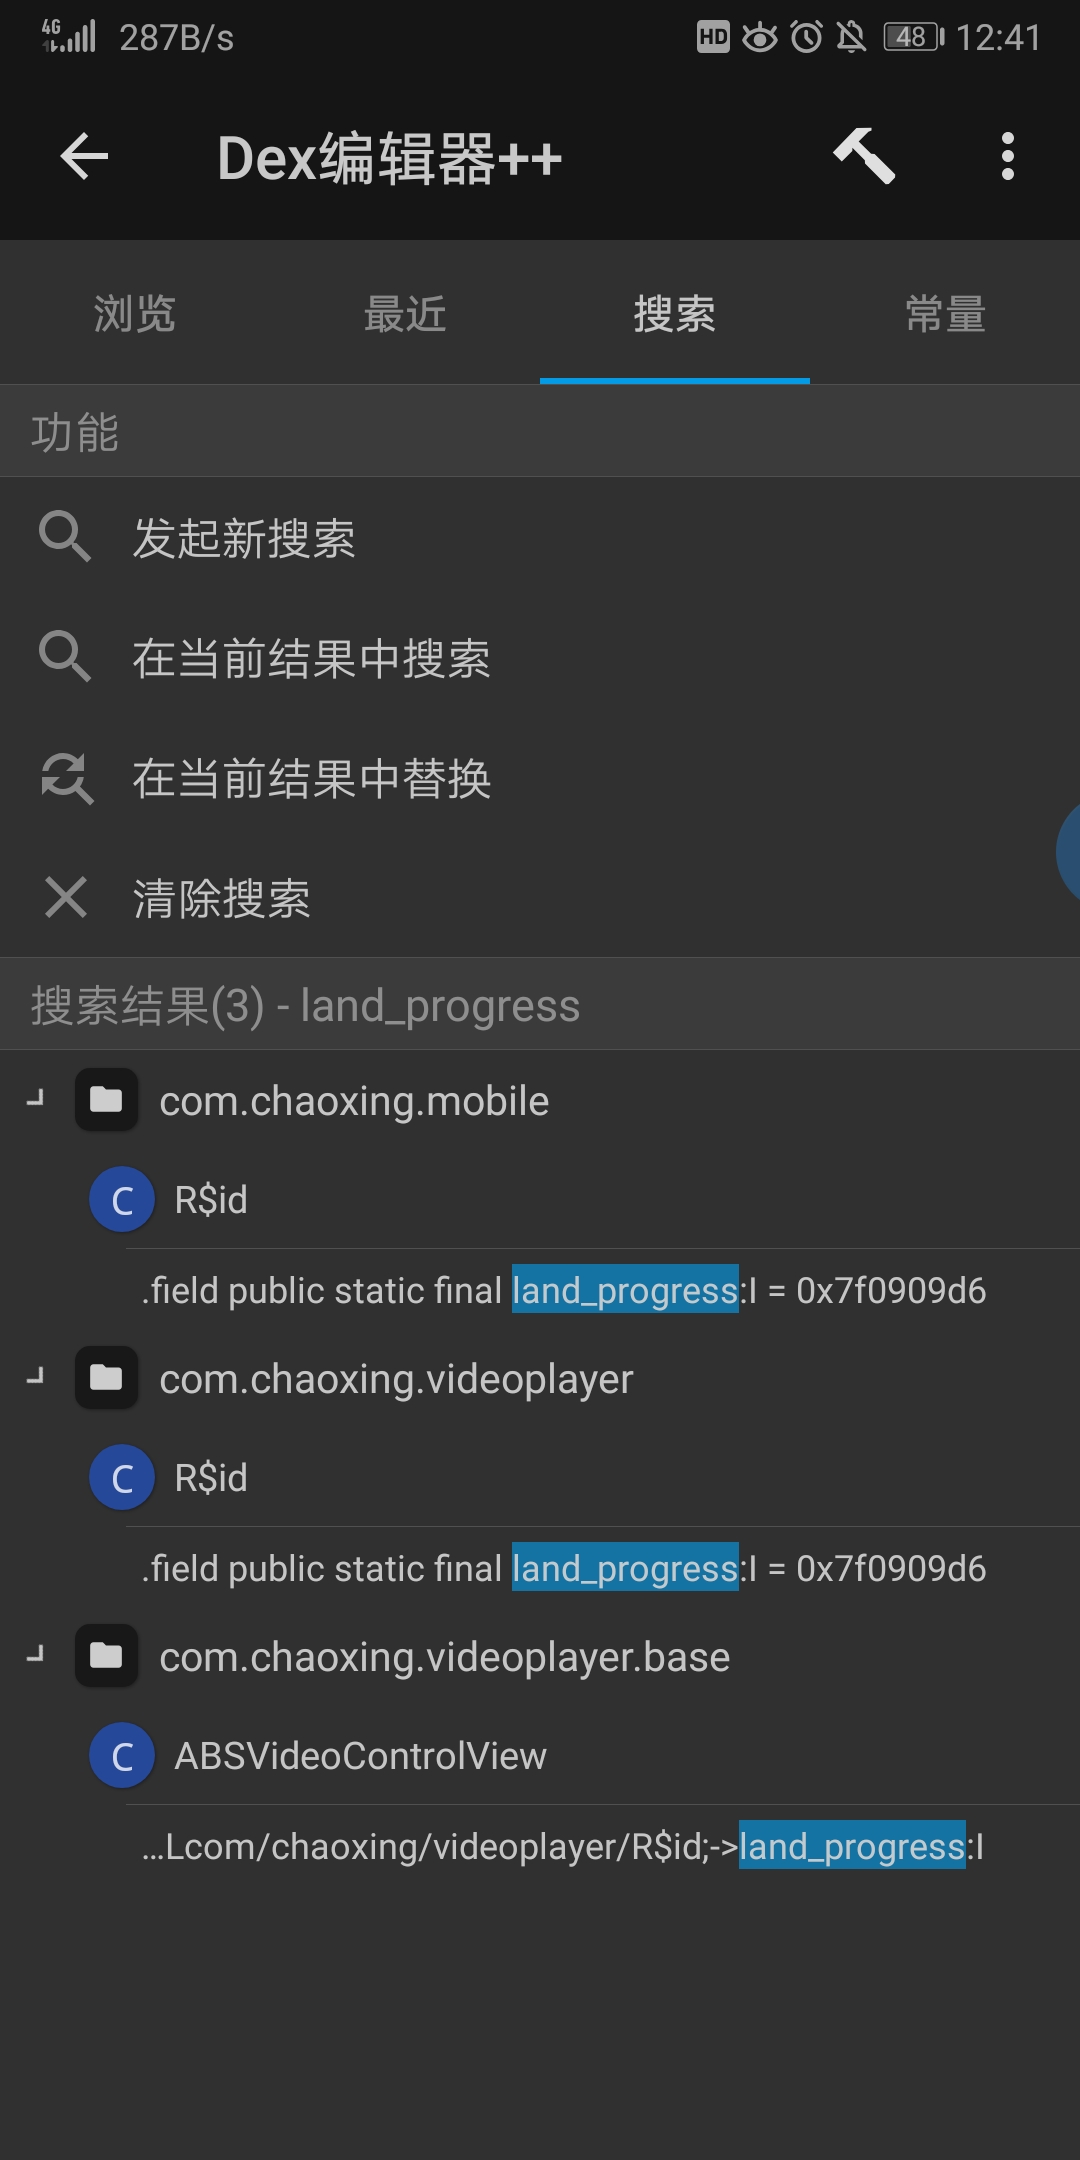 4G 287B/s HD 48 12:41
Dex编辑器++
浏览 最近 搜索 常量
功能
发起新搜索
在当前结果中搜索
在当前结果中替换
清除搜索
搜索结果(3) - land_progress
com.chaoxing.mobile
C R$id
.field public static final land_progress:I = 0x7f0909d6
com.chaoxing.videoplayer
C R$id
.field public static final land_progress:I = 0x7f0909d6
com.chaoxing.videoplayer.base
C ABSVideoControlView
…Lcom/chaoxing/videoplayer/R$id;->land_progress:I